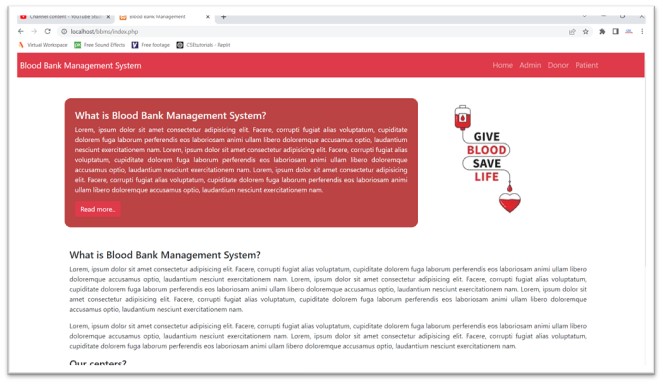 Channel content - YouTube Stu
Blood Bank Management
localhost/bbms/index.php
Virtual Workspace
Free Sound Effects
Free footage
CSEtutorials - Replit
Blood Bank Management System
Home Admin Donor Patient
What is Blood Bank Management System?
Lorem, ipsum dolor sit amet consectetur adipisicing elit. Facere, corrupti fugiat alias voluptatum, cupiditate
dolorem fuga laborum perferendis eos laboriosam animi ullam libero doloremque accusamus optio, laudantium
nesciunt exercitationem nam. Lorem, ipsum dolor sit amet consectetur adipisicing elit. Facere, corrupti fugiat alias
voluptatum, cupiditate dolorem fuga laborum perferendis eos laboriosam animi ullam libero doloremque
accusamus optio, laudantium nesciunt exercitationem nam. Lorem, ipsum dolor sit amet consectetur adipisicing
elit. Facere, corrupti fugiat alias voluptatum, cupiditate dolorem fuga laborum perferendis eos laboriosam animi
ullam libero doloremque accusamus optio, laudantium nesciunt exercitationem nam.
Read more..
GIVE
BLOOD
SAVE
LIFE
What is Blood Bank Management System?
Lorem, ipsum dolor sit amet consectetur adipisicing elit. Facere, corrupti fugiat alias voluptatum, cupiditate dolorem fuga laborum perferendis eos laboriosam animi ullam libero
doloremque accusamus optio, laudantium nesciunt exercitationem nam. Lorem, ipsum dolor sit amet consectetur adipisicing elit. Facere, corrupti fugiat alias voluptatum,
cupiditate dolorem fuga laborum perferendis eos laboriosam animi ullam libero doloremque accusamus optio, laudantium nesciunt exercitationem nam. Lorem, ipsum dolor sit
amet consectetur adipisicing elit. Facere, corrupti fugiat alias voluptatum, cupiditate dolorem fuga laborum perferendis eos laboriosam animi ullam libero doloremque
accusamus optio, laudantium nesciunt exercitationem nam.
Lorem, ipsum dolor sit amet consectetur adipisicing elit. Facere, corrupti fugiat alias voluptatum, cupiditate dolorem fuga laborum perferendis eos laboriosam animi ullam libero
doloremque accusamus optio, laudantium nesciunt exercitationem nam. Lorem, ipsum dolor sit amet consectetur adipisicing elit. Facere, corrupti fugiat alias voluptatum,
cupiditate dolorem fuga laborum perferendis eos laboriosam animi ullam libero doloremque accusamus optio, laudantium nesciunt exercitationem nam.
Our centers?